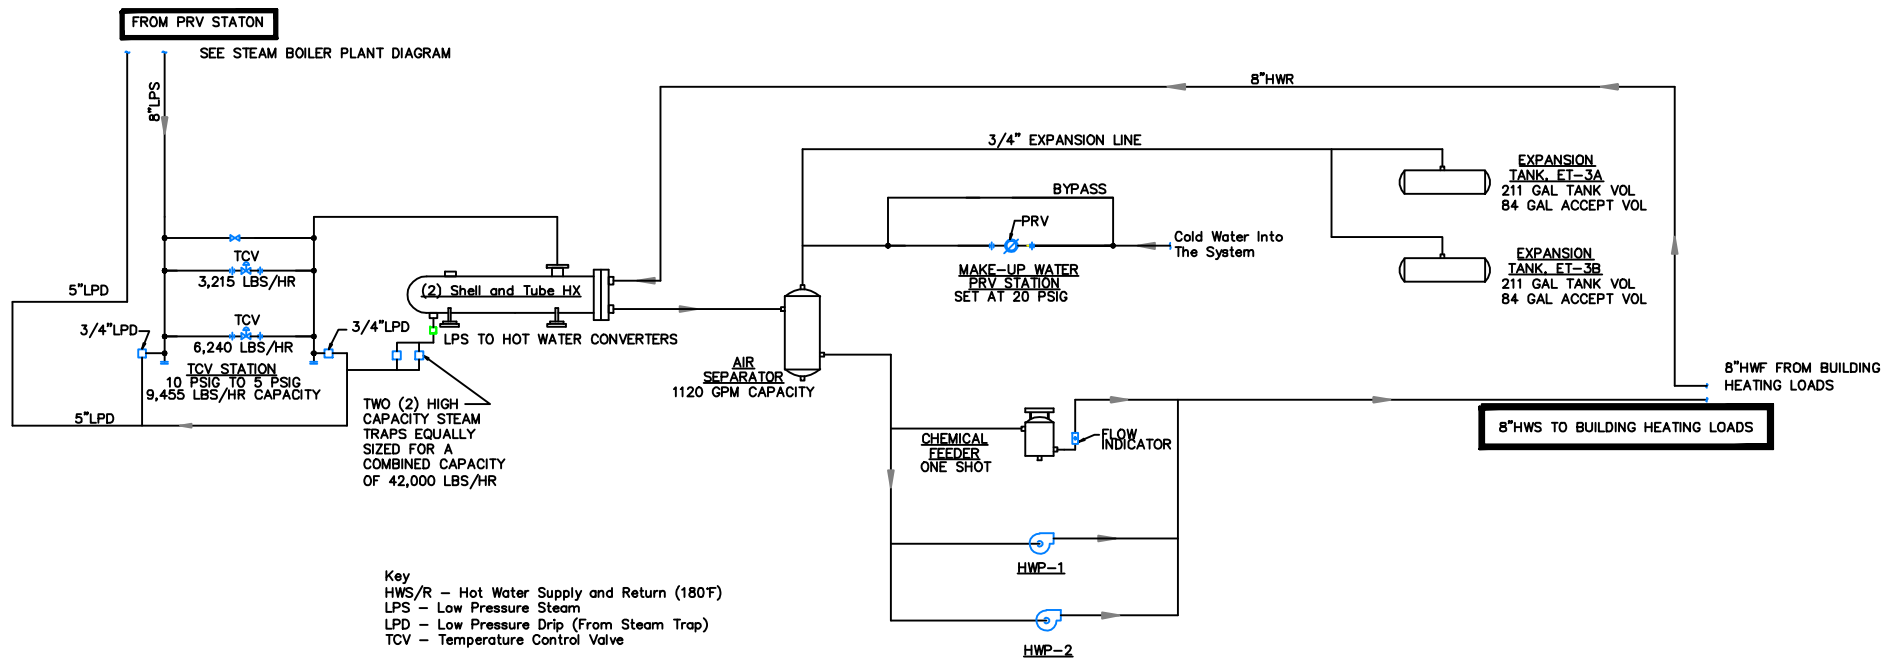 FROM PRV STATON
SEE STEAM BOILER PLANT DIAGRAM
8"LPS
8"HWR
3/4" EXPANSION LINE
EXPANSION
TANK, ET-3A
211 GAL TANK VOL
84 GAL ACCEPT VOL
BYPASS
PRV
Cold Water Into
The System
MAKE-UP WATER
PRV STATION
SET AT 20 PSIG
EXPANSION
TANK, ET-3B
211 GAL TANK VOL
84 GAL ACCEPT VOL
TCV
3,215 LBS/HR
5"LPD
(2) Shell and Tube HX
3/4"LPD
TCV
6,240 LBS/HR
3/4"LPD
LPS TO HOT WATER CONVERTERS
TCV STATION
10 PSIG TO 5 PSIG
9,455 LBS/HR CAPACITY
AIR
SEPARATOR
1120 GPM CAPACITY
8"HWF FROM BUILDING
HEATING LOADS
5"LPD
TWO (2) HIGH
CAPACITY STEAM
TRAPS EQUALLY
SIZED FOR A
COMBINED CAPACITY
OF 42,000 LBS/HR
CHEMICAL
FEEDER
ONE SHOT
FLOW
INDICATOR
8"HWS TO BUILDING HEATING LOADS
HWP-1
HWP-2
Key
HWS/R - Hot Water Supply and Return (180°F)
LPS - Low Pressure Steam
LPD - Low Pressure Drip (From Steam Trap)
TCV - Temperature Control Valve